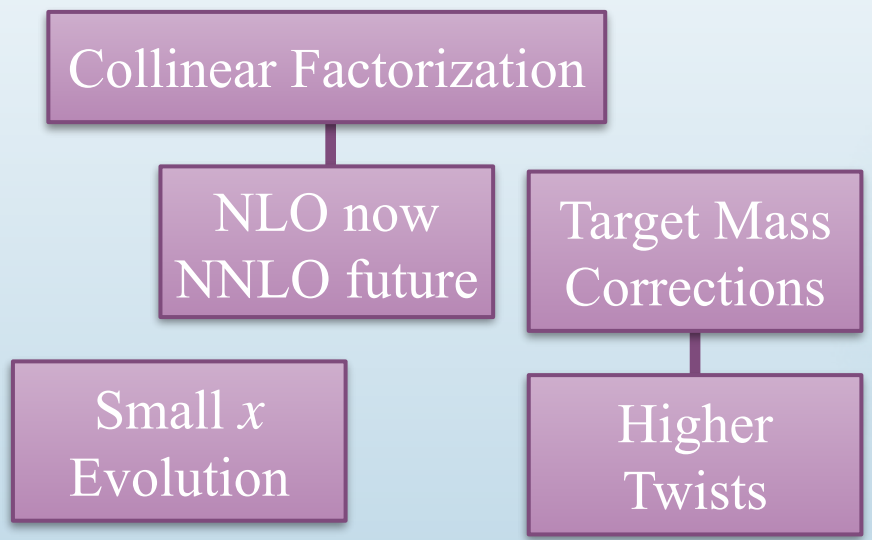 Collinear Factorization
NLO now
NNLO future
Target Mass
Corrections
Small x
Evolution
Higher
Twists